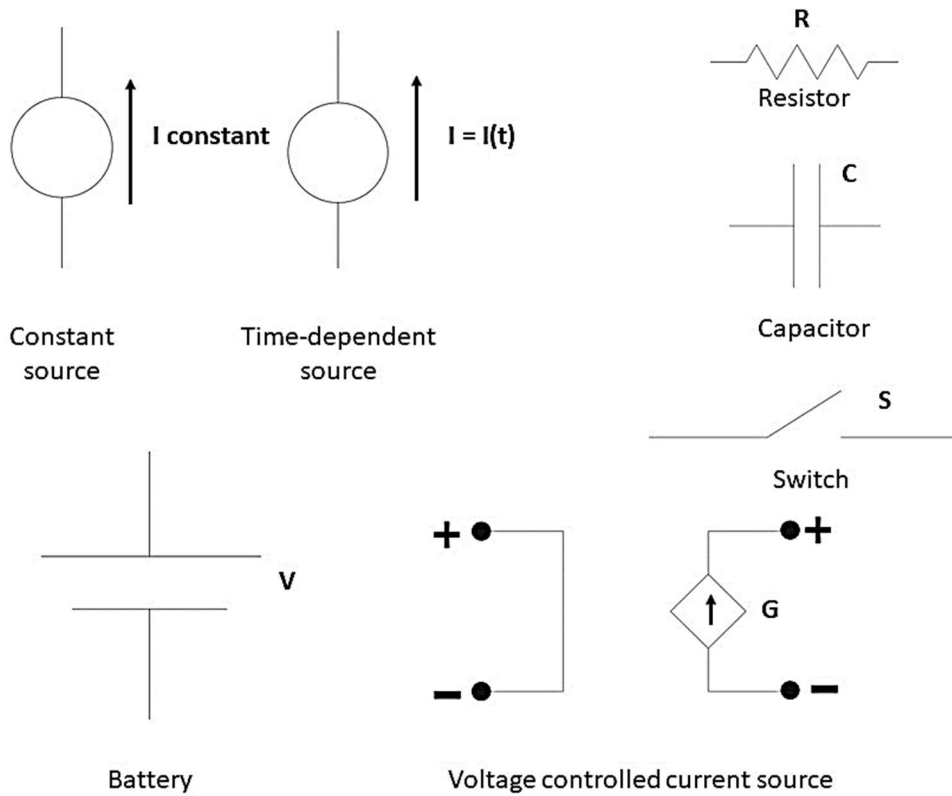 R
Resistor
I constant
I = I(t)
C
Constant
source
Time-dependent
source
Capacitor
S
Switch
V
Battery
+
−
+
G
−
Voltage controlled current source